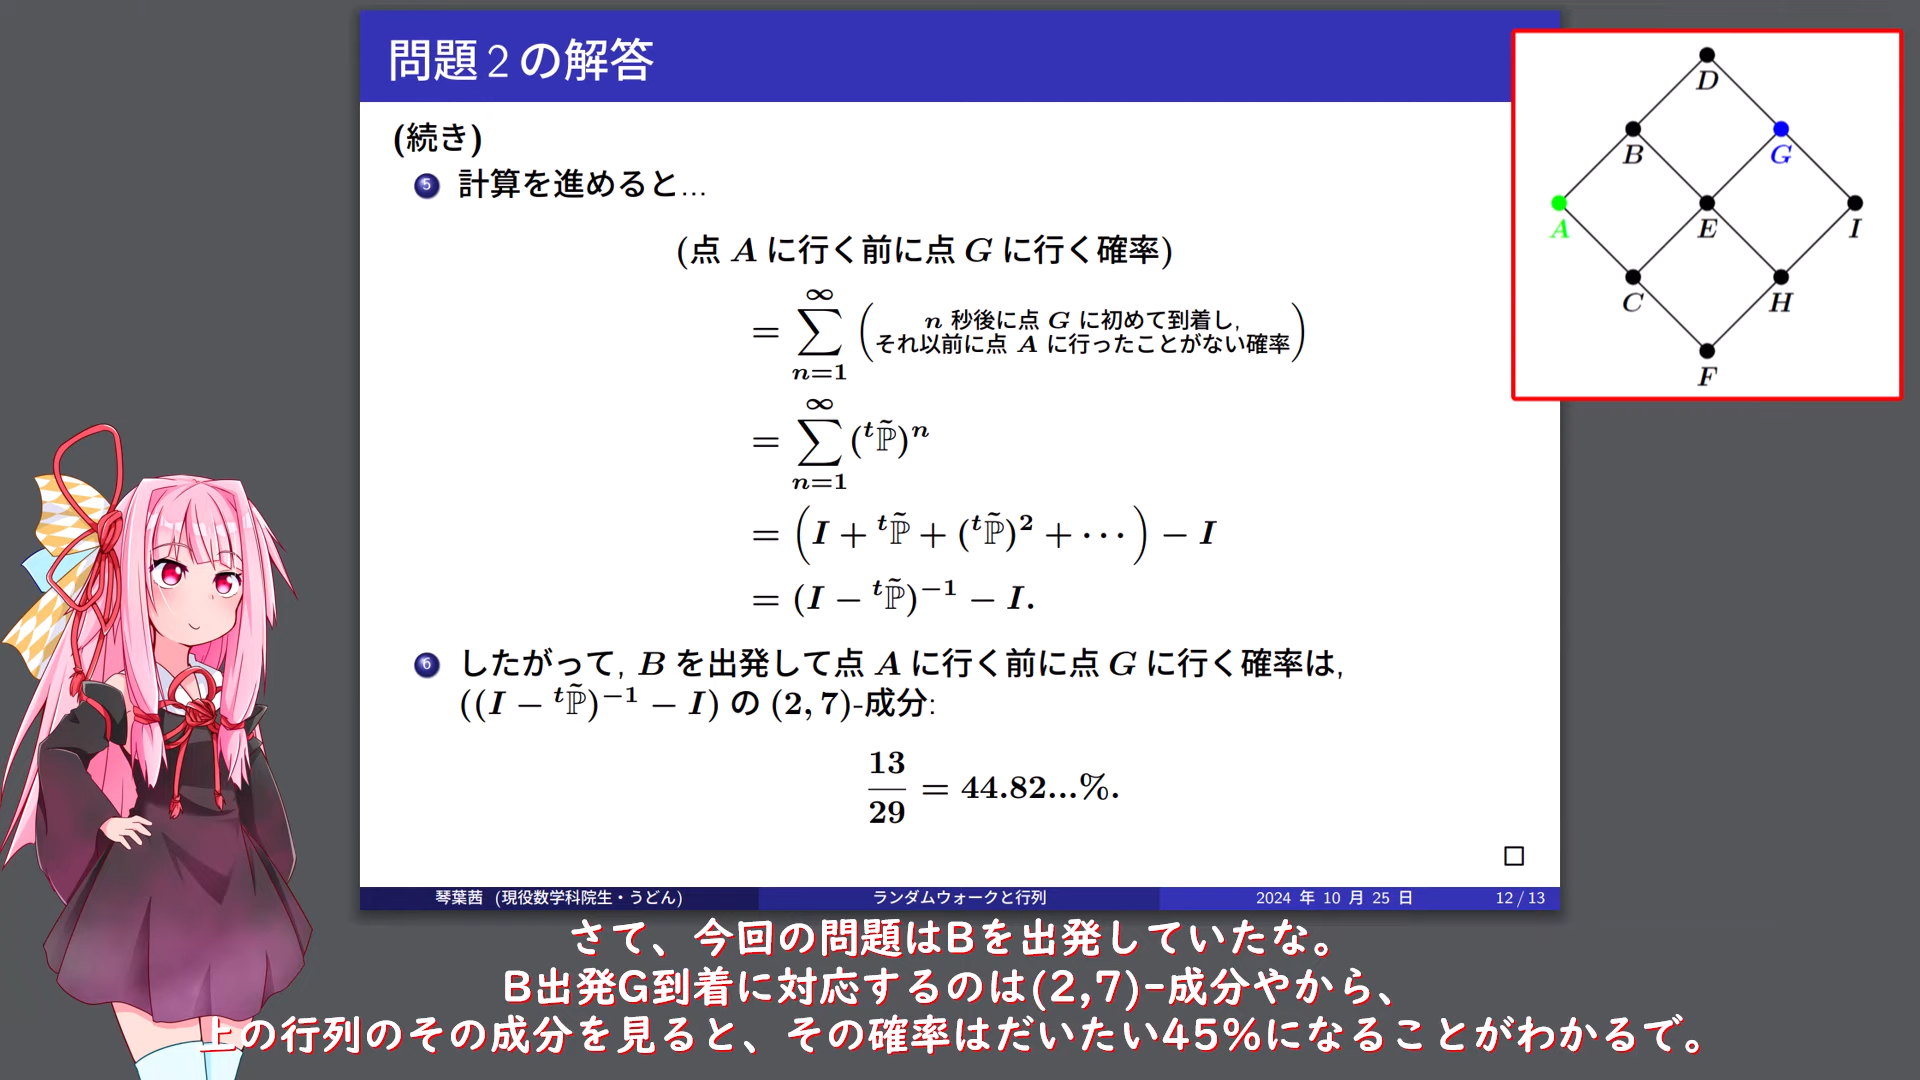 問題 2 の解答
(続き)
5 計算を進めると...
(点 A に行く前に点 G に行く確率)
= ∑_{n=1}^{∞} ( n 秒後に点 G に初めて到着し, それ以前に点 A に行ったことがない確率 )
= ∑_{n=1}^{∞} (ᵗP̃)ⁿ
= ( I + ᵗP̃ + (ᵗP̃)² + ⋯ ) − I
= (I − ᵗP̃)⁻¹ − I.
6 したがって, B を出発して点 A に行く前に点 G に行く確率は,
((I − ᵗP̃)⁻¹ − I) の (2, 7)-成分:
13/29 = 44.82...%.
□
D
B
G
A
E
I
C
H
F
琴葉茜 (現役数学科院生・うどん)
ランダムウォークと行列
2024 年 10 月 25 日
12 / 13
さて、今回の問題はBを出発していたな。
B出発G到着に対応するのは(2,7)-成分やから、
上の行列のその成分を見ると、その確率はだいたい45%になることがわかるで。